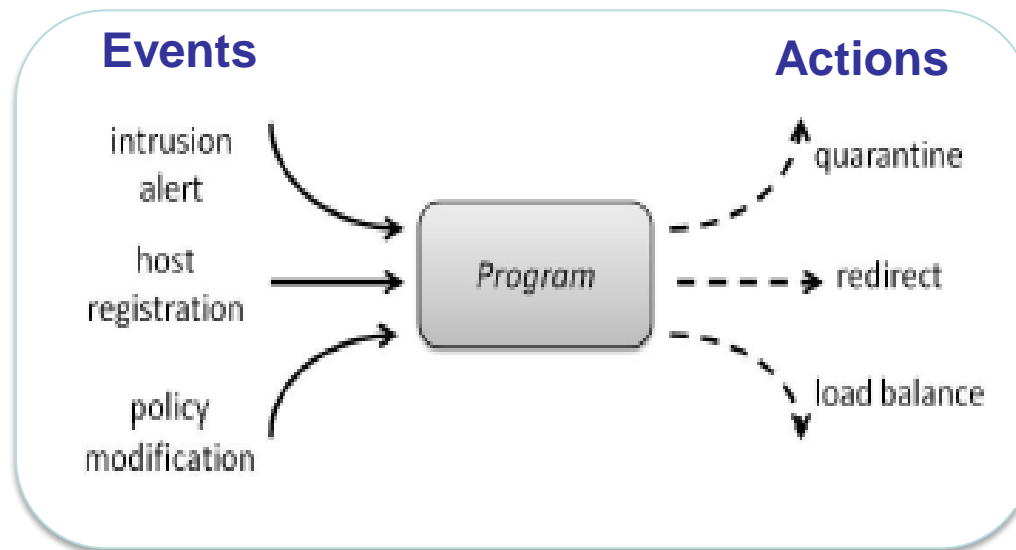 Events
intrusion
alert
host
registration
policy
modification
Program
Actions
quarantine
redirect
load balance